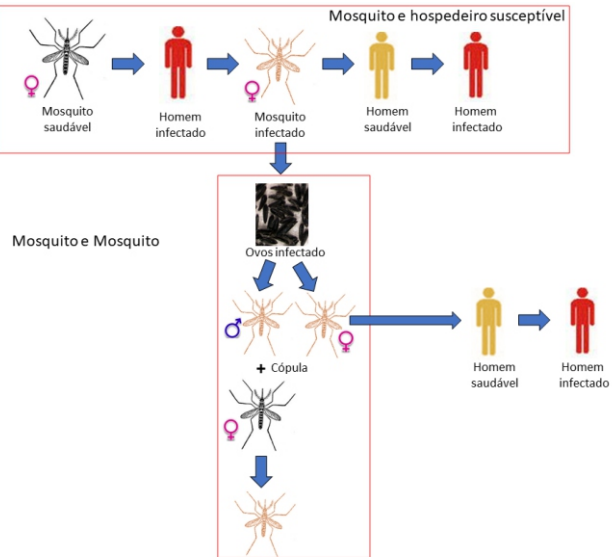 Mosquito e hospedeiro susceptível
Mosquito
saudável
Homem
infectado
Mosquito
infectado
Homem
saudável
Homem
infectado
Mosquito e Mosquito
Ovos infectado
+ Cópula
Homem
saudável
Homem
infectado